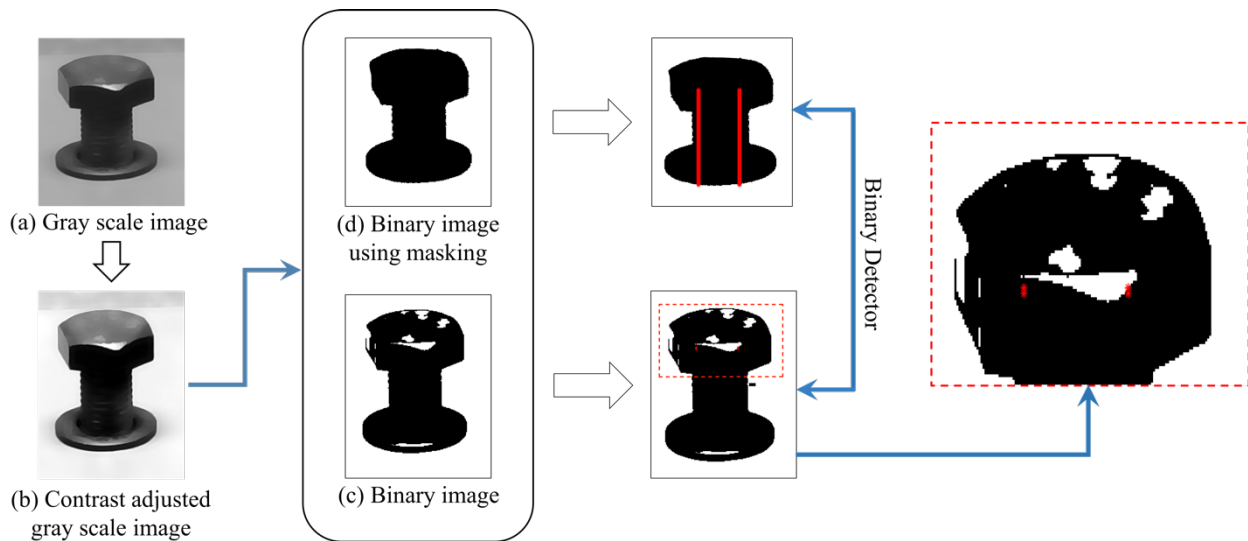 (a) Gray scale image
(b) Contrast adjusted
gray scale image
(d) Binary image
using masking
(c) Binary image
Binary Detector